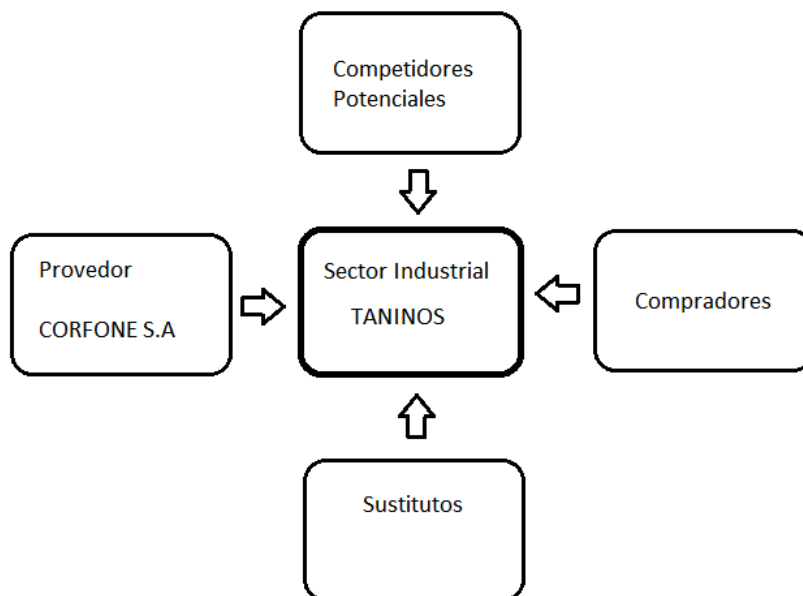 Competidores
Potenciales
Provedor
CORFONE S.A
Sector Industrial
TANINOS
Compradores
Sustitutos